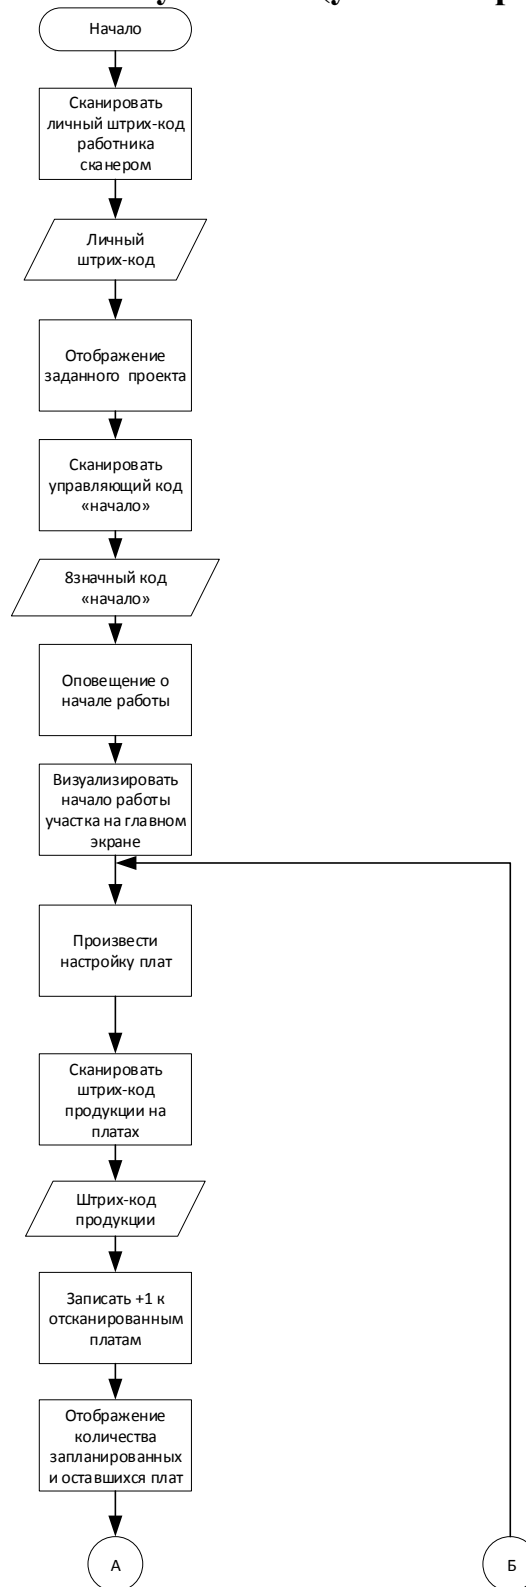 Начало
Сканировать
личный штрих-код
работника
сканером
Личный
штрих-код
Отображение
заданного проекта
Сканировать
управляющий код
«начало»
8значный код
«начало»
Оповещение о
начале работы
Визуализировать
начало работы
участка на главном
экране
Произвести
настройку плат
Сканировать
штрих-код
продукции на
платах
Штрих-код
продукции
Записать +1 к
отсканированным
платам
Отображение
количества
запланированных
и оставшихся плат
А
Б